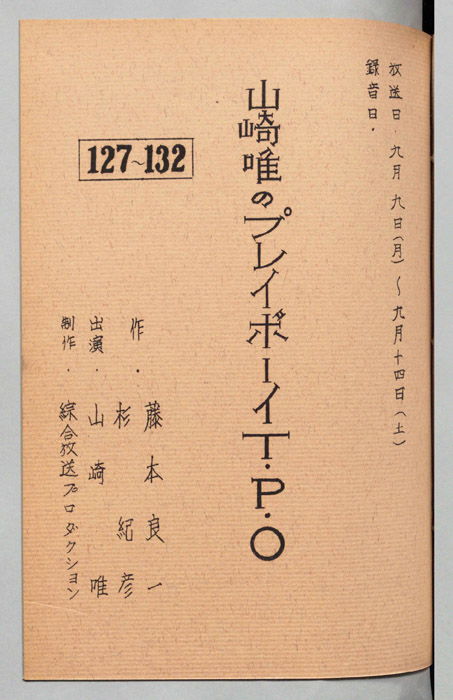 放送日・九月九日(月)~九月十四日(土)
録音日・
山崎唯のプレイボーイT・P・O
127~132
作・藤本良一
杉紀彦
出演・山崎唯
制作・綜合放送プロダクション